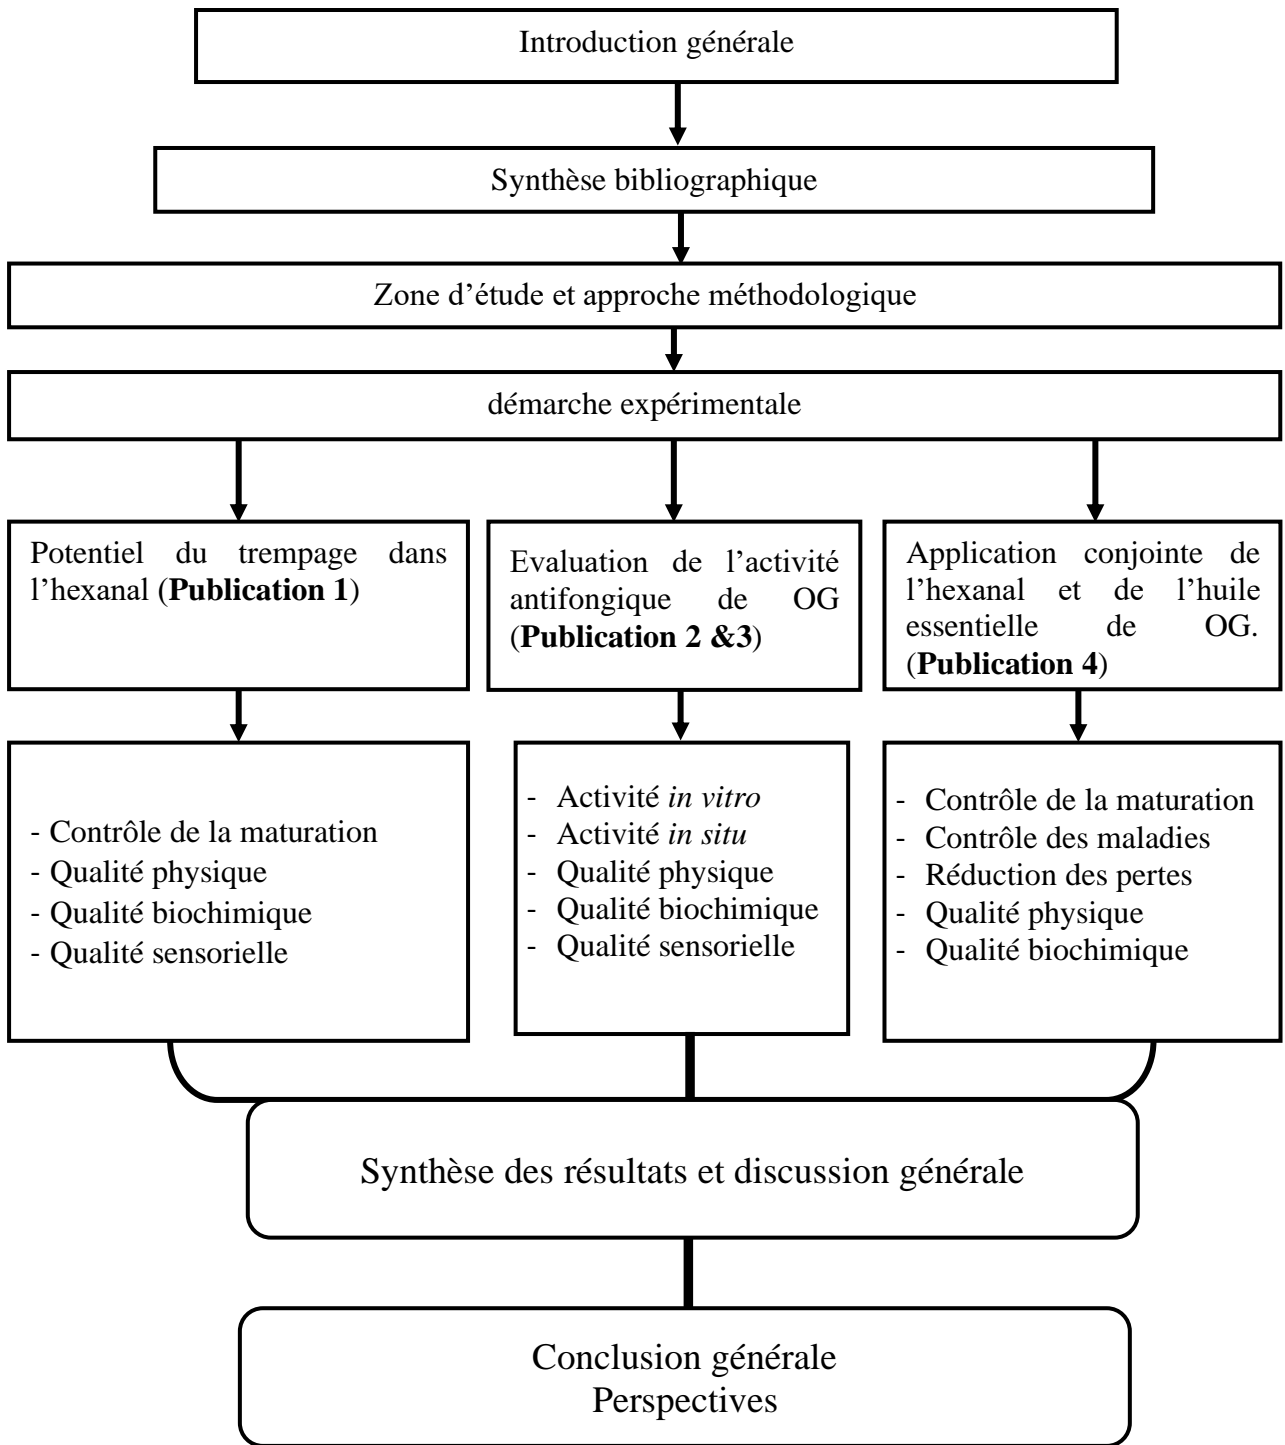 Introduction générale
Synthèse bibliographique
Zone d’étude et approche méthodologique
démarche expérimentale
Potentiel du trempage dans
l’hexanal (Publication 1)
Evaluation de l’activité
antifongique de OG
(Publication 2 &3)
Application conjointe de
l’hexanal et de l’huile
essentielle de OG.
(Publication 4)
- Contrôle de la maturation
- Qualité physique
- Qualité biochimique
- Qualité sensorielle
- Activité in vitro
- Activité in situ
- Qualité physique
- Qualité biochimique
- Qualité sensorielle
- Contrôle de la maturation
- Contrôle des maladies
- Réduction des pertes
- Qualité physique
- Qualité biochimique
Synthèse des résultats et discussion générale
Conclusion générale
Perspectives